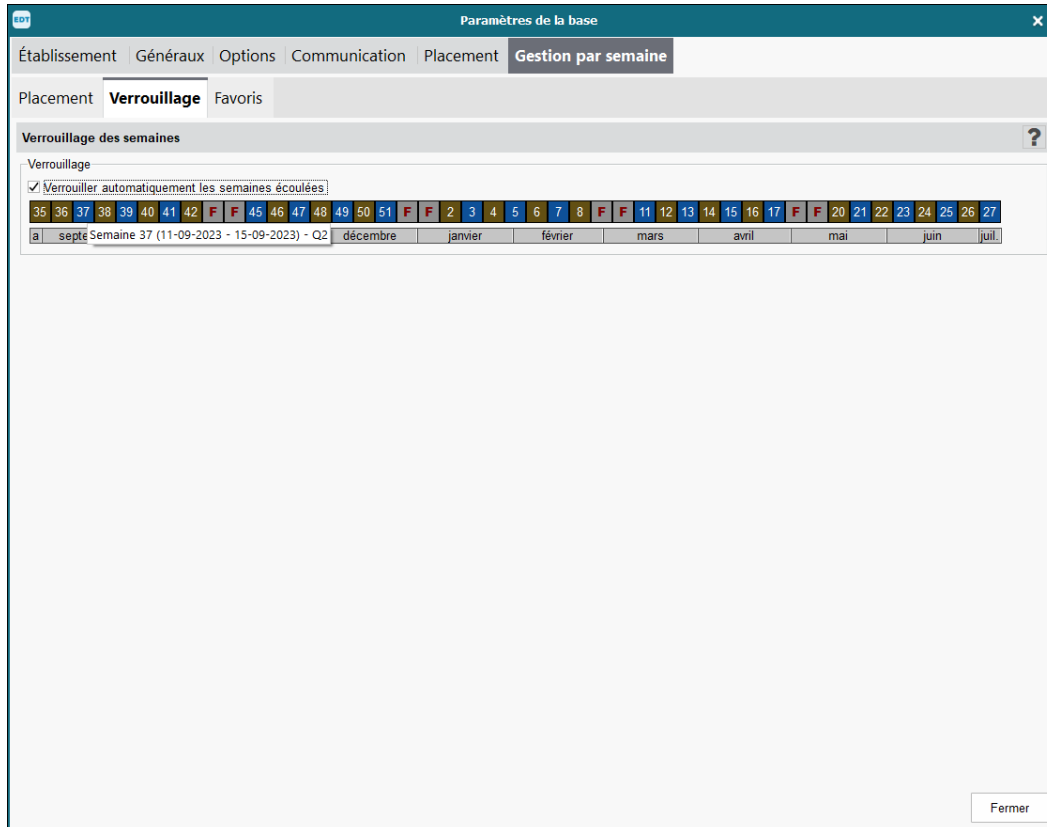 EDT Paramètres de la base
Établissement Généraux Options Communication Placement Gestion par semaine
Placement Verrouillage Favoris
Verrouillage des semaines ?
Verrouillage
Verrouiller automatiquement les semaines écoulées
35 36 37 38 39 40 41 42 F F 45 46 47 48 49 50 51 F F 2 3 4 5 6 7 8 F F 11 12 13 14 15 16 17 F F 20 21 22 23 24 25 26 27
a septe Semaine 37 (11-09-2023 - 15-09-2023) - Q2 décembre janvier février mars avril mai juin juil.
Fermer